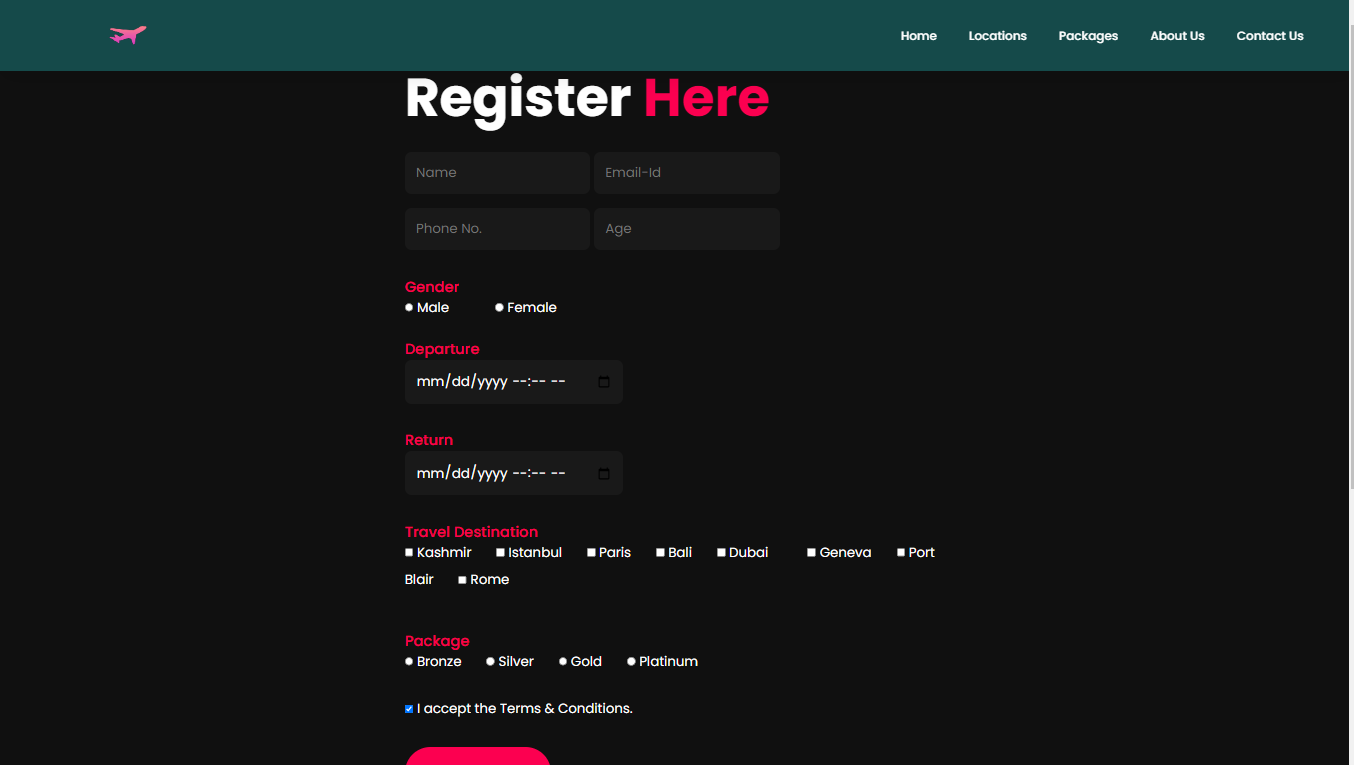 Home Locations Packages About Us Contact Us
Register Here
Name Email-Id
Phone No. Age
Gender
Male Female
Departure
mm/dd/yyyy --:-- --
Return
mm/dd/yyyy --:-- --
Travel Destination
Kashmir Istanbul Paris Bali Dubai Geneva Port
Blair Rome
Package
Bronze Silver Gold Platinum
I accept the Terms & Conditions.